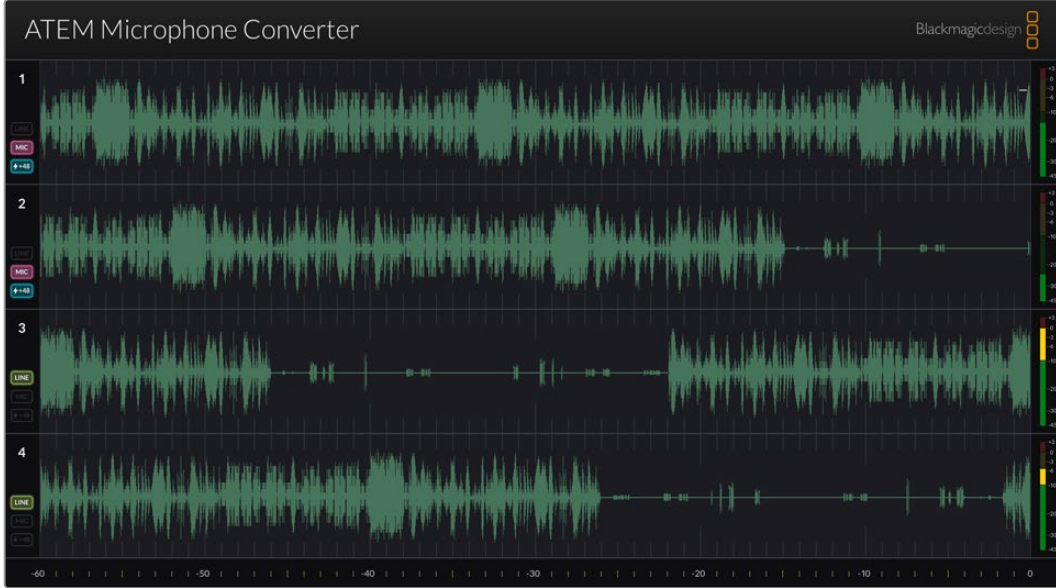 ATEM Microphone Converter
Blackmagicdesign
1
LINE
MIC
+48
2
LINE
MIC
+48
3
LINE
MIC
+48
4
LINE
MIC
+48
-60 -50 -40 -30 -20 -10 0